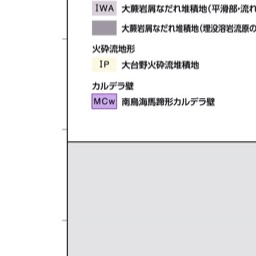 IWA 大蕨岩屑なだれ堆積地(平滑部・流れ
大蕨岩屑なだれ堆積地(埋没溶岩流原の
火砕流地形
IP 大台野火砕流堆積地
カルデラ壁
MCw 南鳥海馬蹄形カルデラ壁